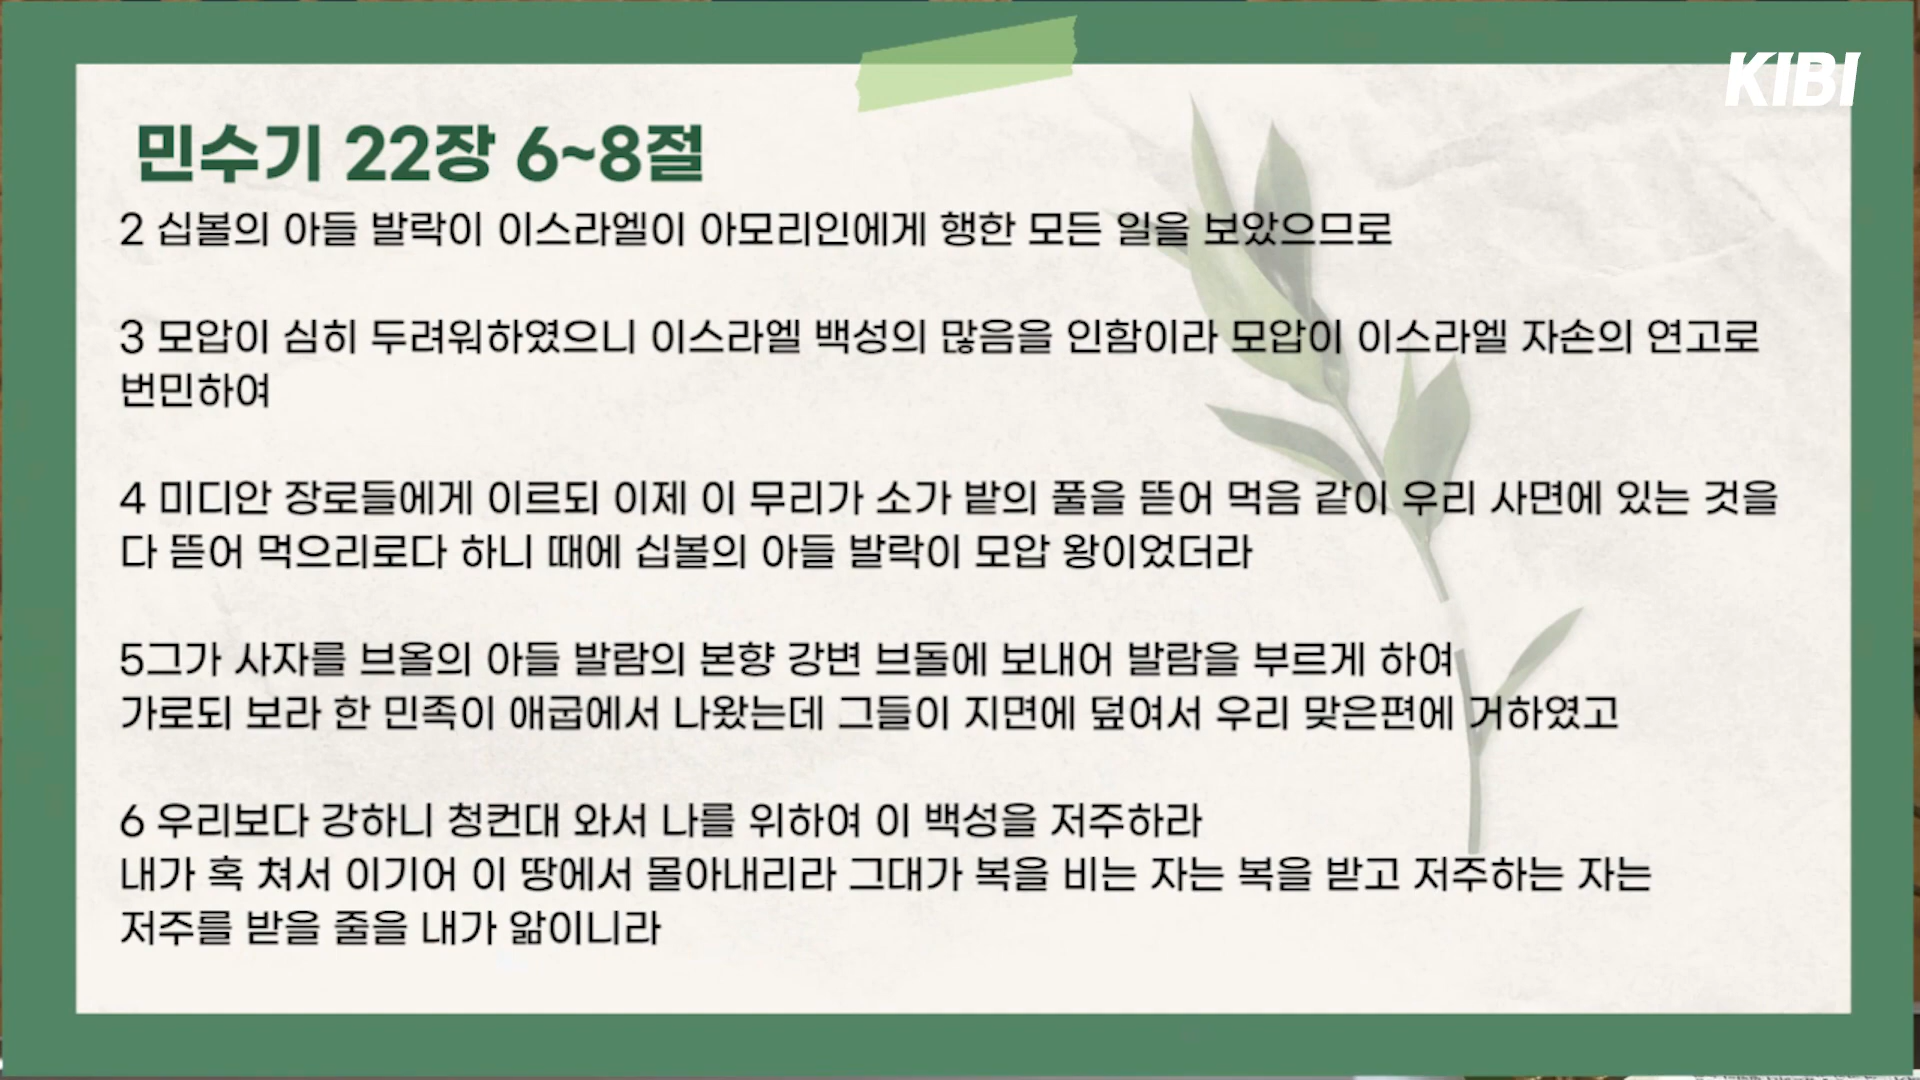 KIBI
민수기 22장 6~8절
2 십볼의 아들 발락이 이스라엘이 아모리인에게 행한 모든 일을 보았으므로
3 모압이 심히 두려워하였으니 이스라엘 백성의 많음을 인함이라 모압이 이스라엘 자손의 연고로
번민하여
4 미디안 장로들에게 이르되 이제 이 무리가 소가 밭의 풀을 뜯어 먹음 같이 우리 사면에 있는 것을
다 뜯어 먹으리로다 하니 때에 십볼의 아들 발락이 모압 왕이었더라
5그가 사자를 브올의 아들 발람의 본향 강변 브돌에 보내어 발람을 부르게 하여
가로되 보라 한 민족이 애굽에서 나왔는데 그들이 지면에 덮여서 우리 맞은편에 거하였고
6 우리보다 강하니 청컨대 와서 나를 위하여 이 백성을 저주하라
내가 혹 쳐서 이기어 이 땅에서 몰아내리라 그대가 복을 비는 자는 복을 받고 저주하는 자는
저주를 받을 줄을 내가 앎이니라